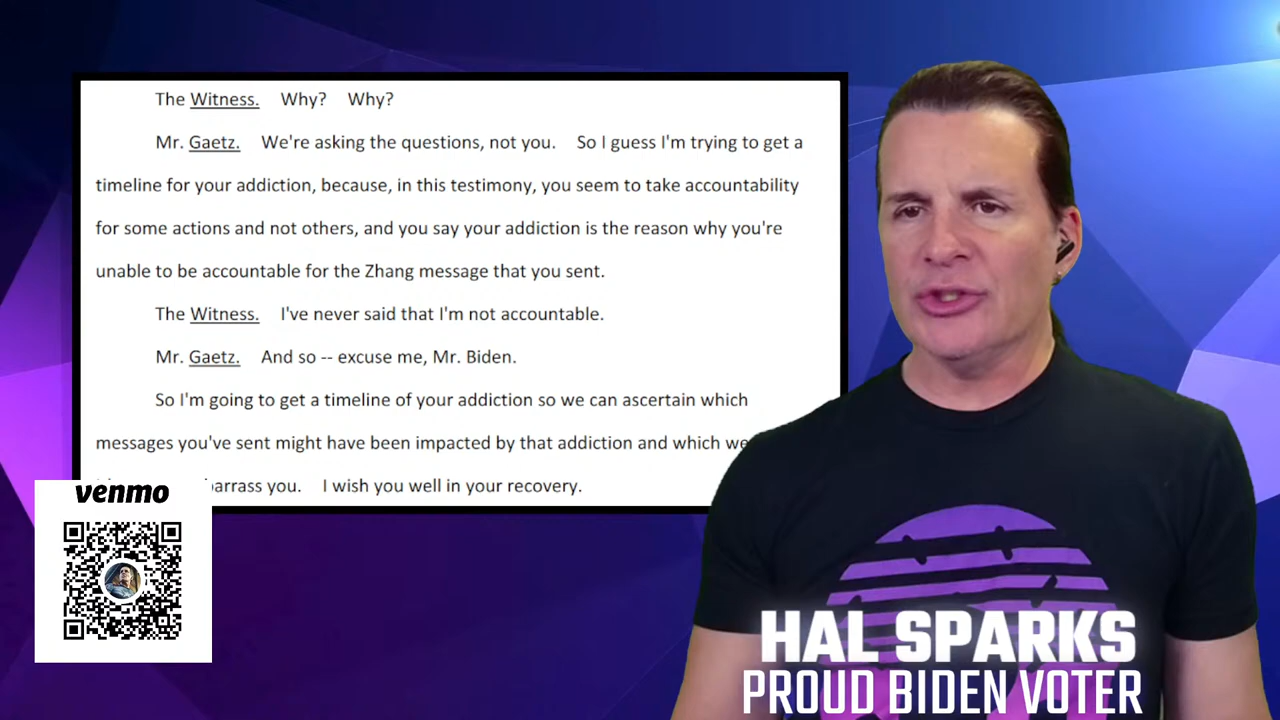 The Witness. Why? Why?
Mr. Gaetz. We're asking the questions, not you. So I guess I'm trying to get a
timeline for your addiction, because, in this testimony, you seem to take accountability
for some actions and not others, and you say your addiction is the reason why you're
unable to be accountable for the Zhang message that you sent.
The Witness. I've never said that I'm not accountable.
Mr. Gaetz. And so -- excuse me, Mr. Biden.
So I'm going to get a timeline of your addiction so we can ascertain which
messages you've sent might have been impacted by that addiction and which we
barrass you. I wish you well in your recovery.
venmo
HAL SPARKS
PROUD BIDEN VOTER